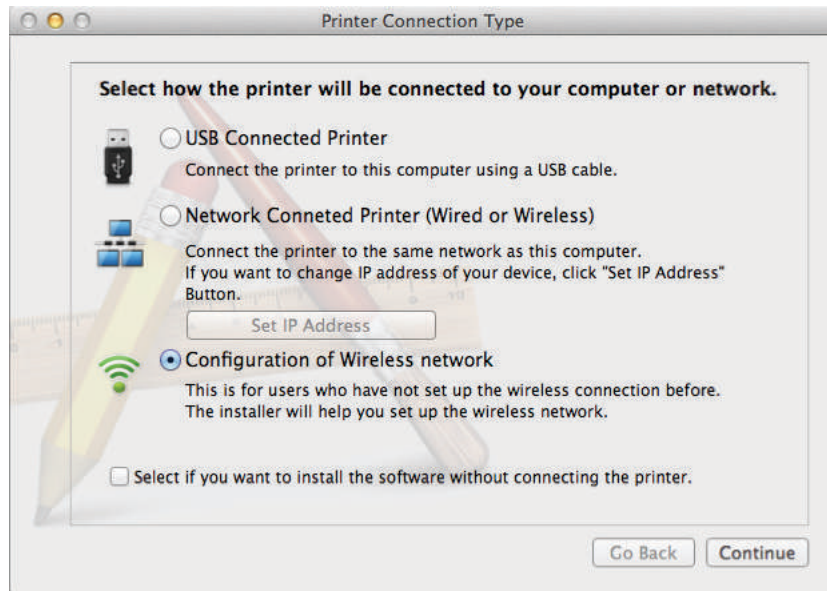 Printer Connection Type
Select how the printer will be connected to your computer or network.
USB Connected Printer
Connect the printer to this computer using a USB cable.
Network Conneted Printer (Wired or Wireless)
Connect the printer to the same network as this computer.
If you want to change IP address of your device, click "Set IP Address"
Button.
Set IP Address
Configuration of Wireless network
This is for users who have not set up the wireless connection before.
The installer will help you set up the wireless network.
Select if you want to install the software without connecting the printer.
Go Back
Continue